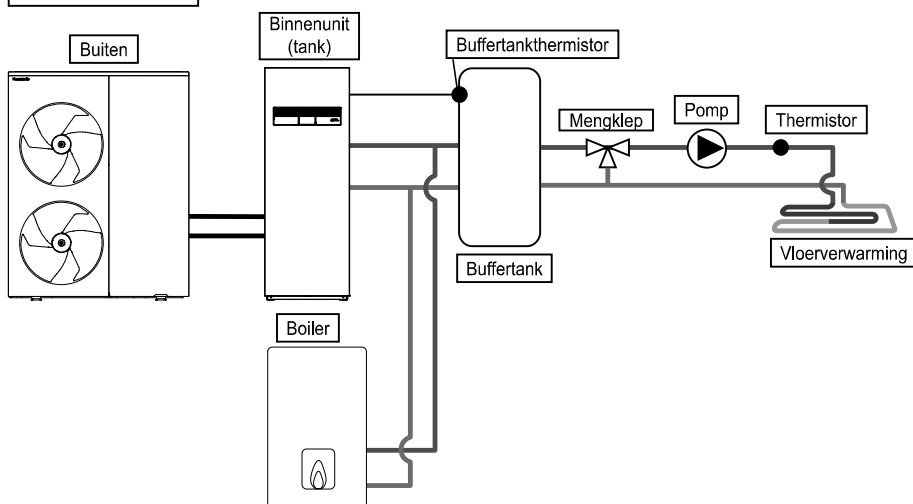 Binnenunit
(tank)
Buiten
Buffertankthermistor
Mengklep
Pomp
Thermistor
Buffertank
Vloerverwarming
Boiler